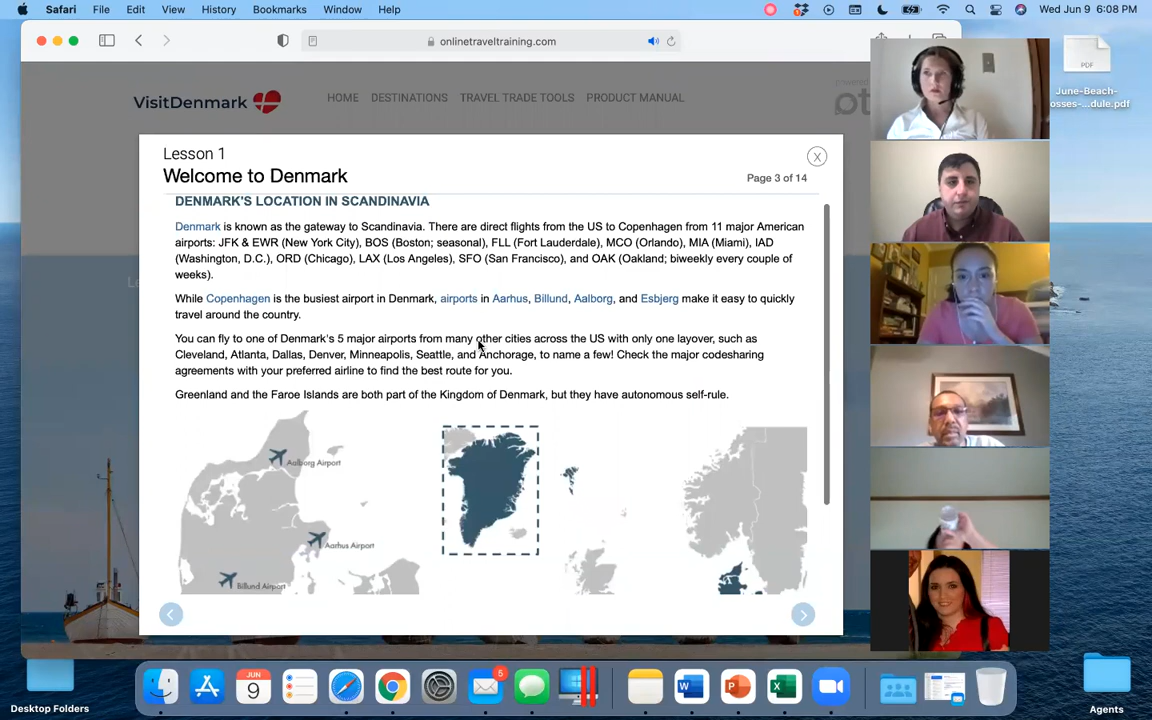 Safari File Edit View History Bookmarks Window Help Wed Jun 9 6:08 PM
onlinetraveltraining.com
VisitDenmark HOME DESTINATIONS TRAVEL TRADE TOOLS PRODUCT MANUAL
PDF
June-Beach-
osses-...dule.pdf
Lesson 1
Welcome to Denmark
Page 3 of 14
X
DENMARK'S LOCATION IN SCANDINAVIA
Denmark is known as the gateway to Scandinavia. There are direct flights from the US to Copenhagen from 11 major American
airports: JFK & EWR (New York City), BOS (Boston; seasonal), FLL (Fort Lauderdale), MCO (Orlando), MIA (Miami), IAD
(Washington, D.C.), ORD (Chicago), LAX (Los Angeles), SFO (San Francisco), and OAK (Oakland; biweekly every couple of
weeks).
While Copenhagen is the busiest airport in Denmark, airports in Aarhus, Billund, Aalborg, and Esbjerg make it easy to quickly
travel around the country.
You can fly to one of Denmark's 5 major airports from many other cities across the US with only one layover, such as
Cleveland, Atlanta, Dallas, Denver, Minneapolis, Seattle, and Anchorage, to name a few! Check the major codesharing
agreements with your preferred airline to find the best route for you.
Greenland and the Faroe Islands are both part of the Kingdom of Denmark, but they have autonomous self-rule.
Aalborg Airport
Aarhus Airport
Billund Airport
JUN
9
5
W
P
X
Desktop Folders
Agents